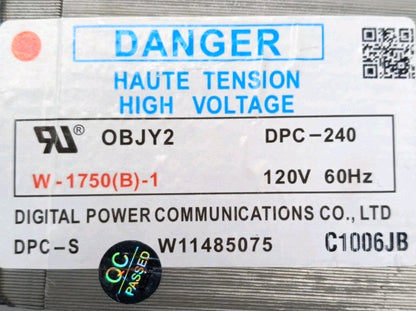 DANGER
HAUTE TENSION
HIGH VOLTAGE
RU® OBJY2 DPC-240
W-1750(B)-1 120V 60Hz
DIGITAL POWER COMMUNICATIONS CO., LTD
DPC-S W11485075 C1006JB
QC
PASSED